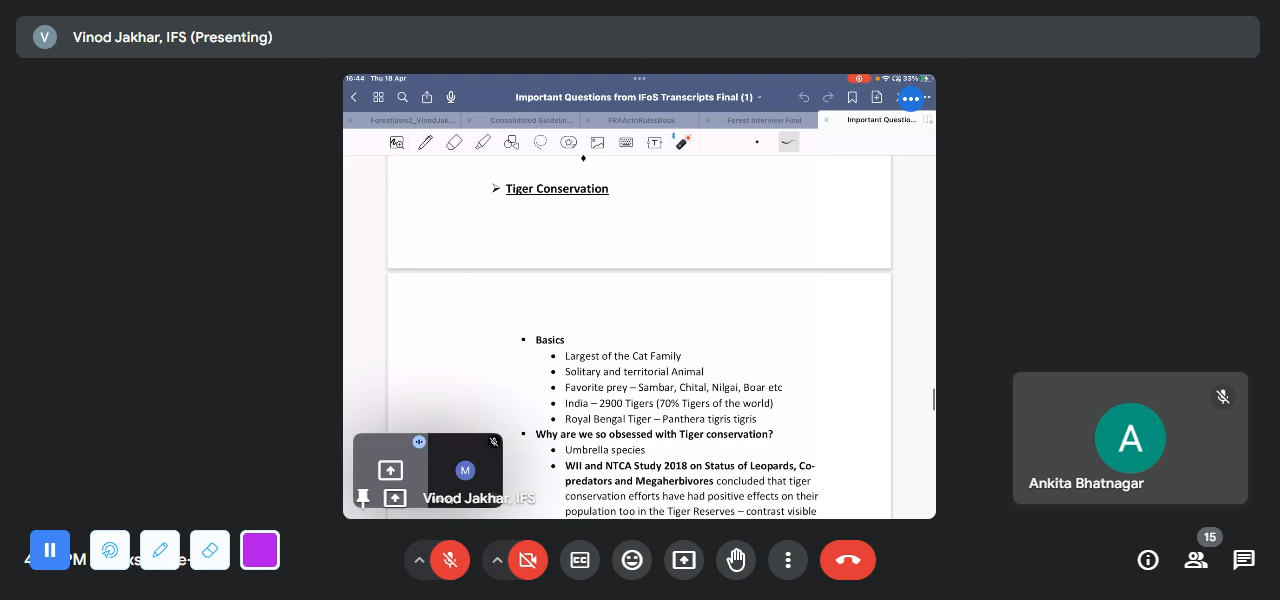 V Vinod Jakhar, IFS (Presenting)
16:44 Thu 18 Apr
33%
Important Questions from IFoS Transcripts Final (1)
Forestlaws2_VinodJak...
Consolidated Guidelin...
FRAActnRulesBook
Forest Interview Final
Important Questio...
➢ Tiger Conservation
▪ Basics
• Largest of the Cat Family
• Solitary and territorial Animal
• Favorite prey – Sambar, Chital, Nilgai, Boar etc
• India – 2900 Tigers (70% Tigers of the world)
• Royal Bengal Tiger – Panthera tigris tigris
▪ Why are we so obsessed with Tiger conservation?
• Umbrella species
• WII and NTCA Study 2018 on Status of Leopards, Co-
predators and Megaherbivores concluded that tiger
conservation efforts have had positive effects on their
population too in the Tiger Reserves – contrast visible
M
Vinod Jakhar, IFS
A
Ankita Bhatnagar
PM
CC
15